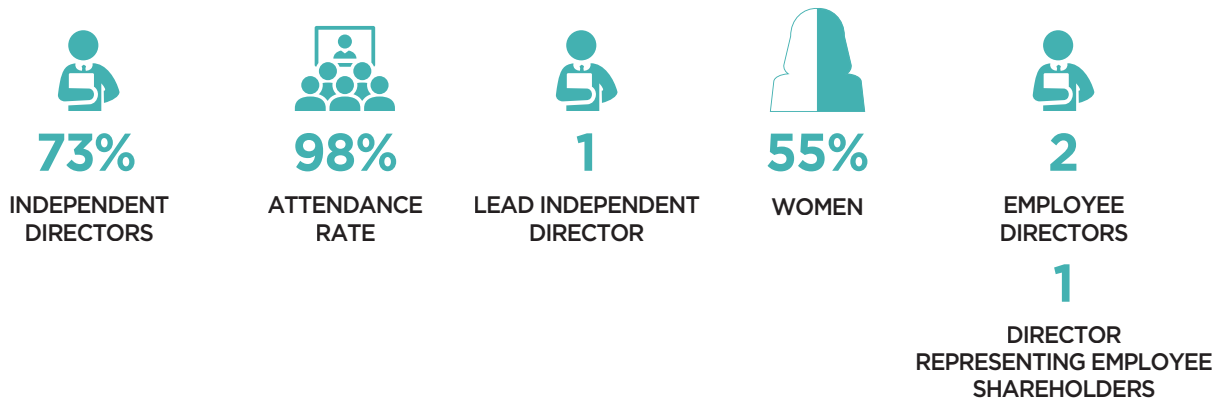 73%
INDEPENDENT
DIRECTORS
98%
ATTENDANCE
RATE
1
LEAD INDEPENDENT
DIRECTOR
55%
WOMEN
2
EMPLOYEE
DIRECTORS
1
DIRECTOR
REPRESENTING EMPLOYEE
SHAREHOLDERS